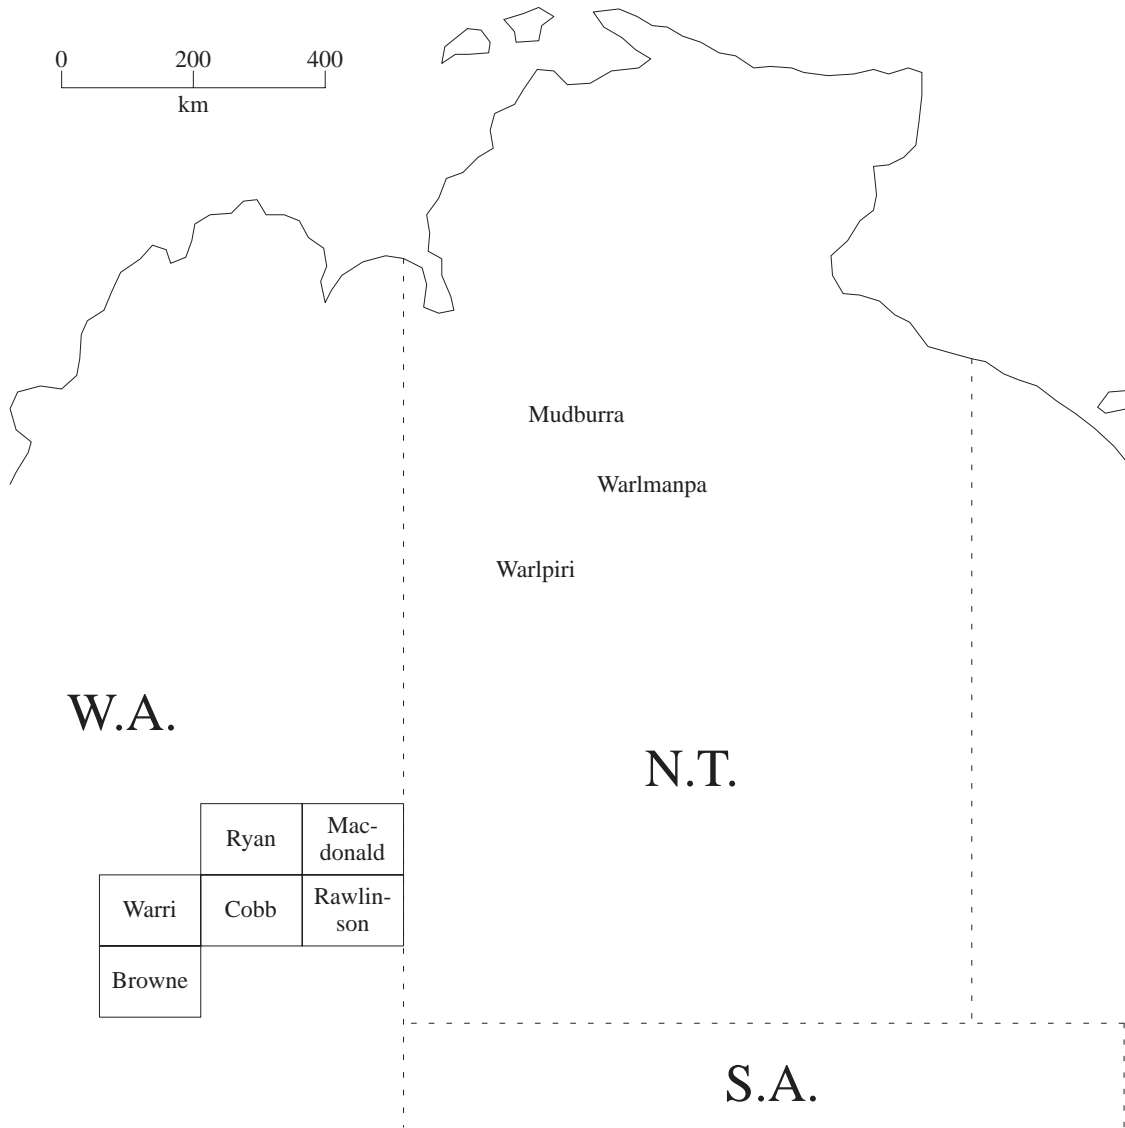 0 200 400
km
Mudburra
Warlmanpa
Warlpiri
W.A.
N.T.
Ryan
Mac-
donald
Warri
Cobb
Rawlin-
son
Browne
S.A.